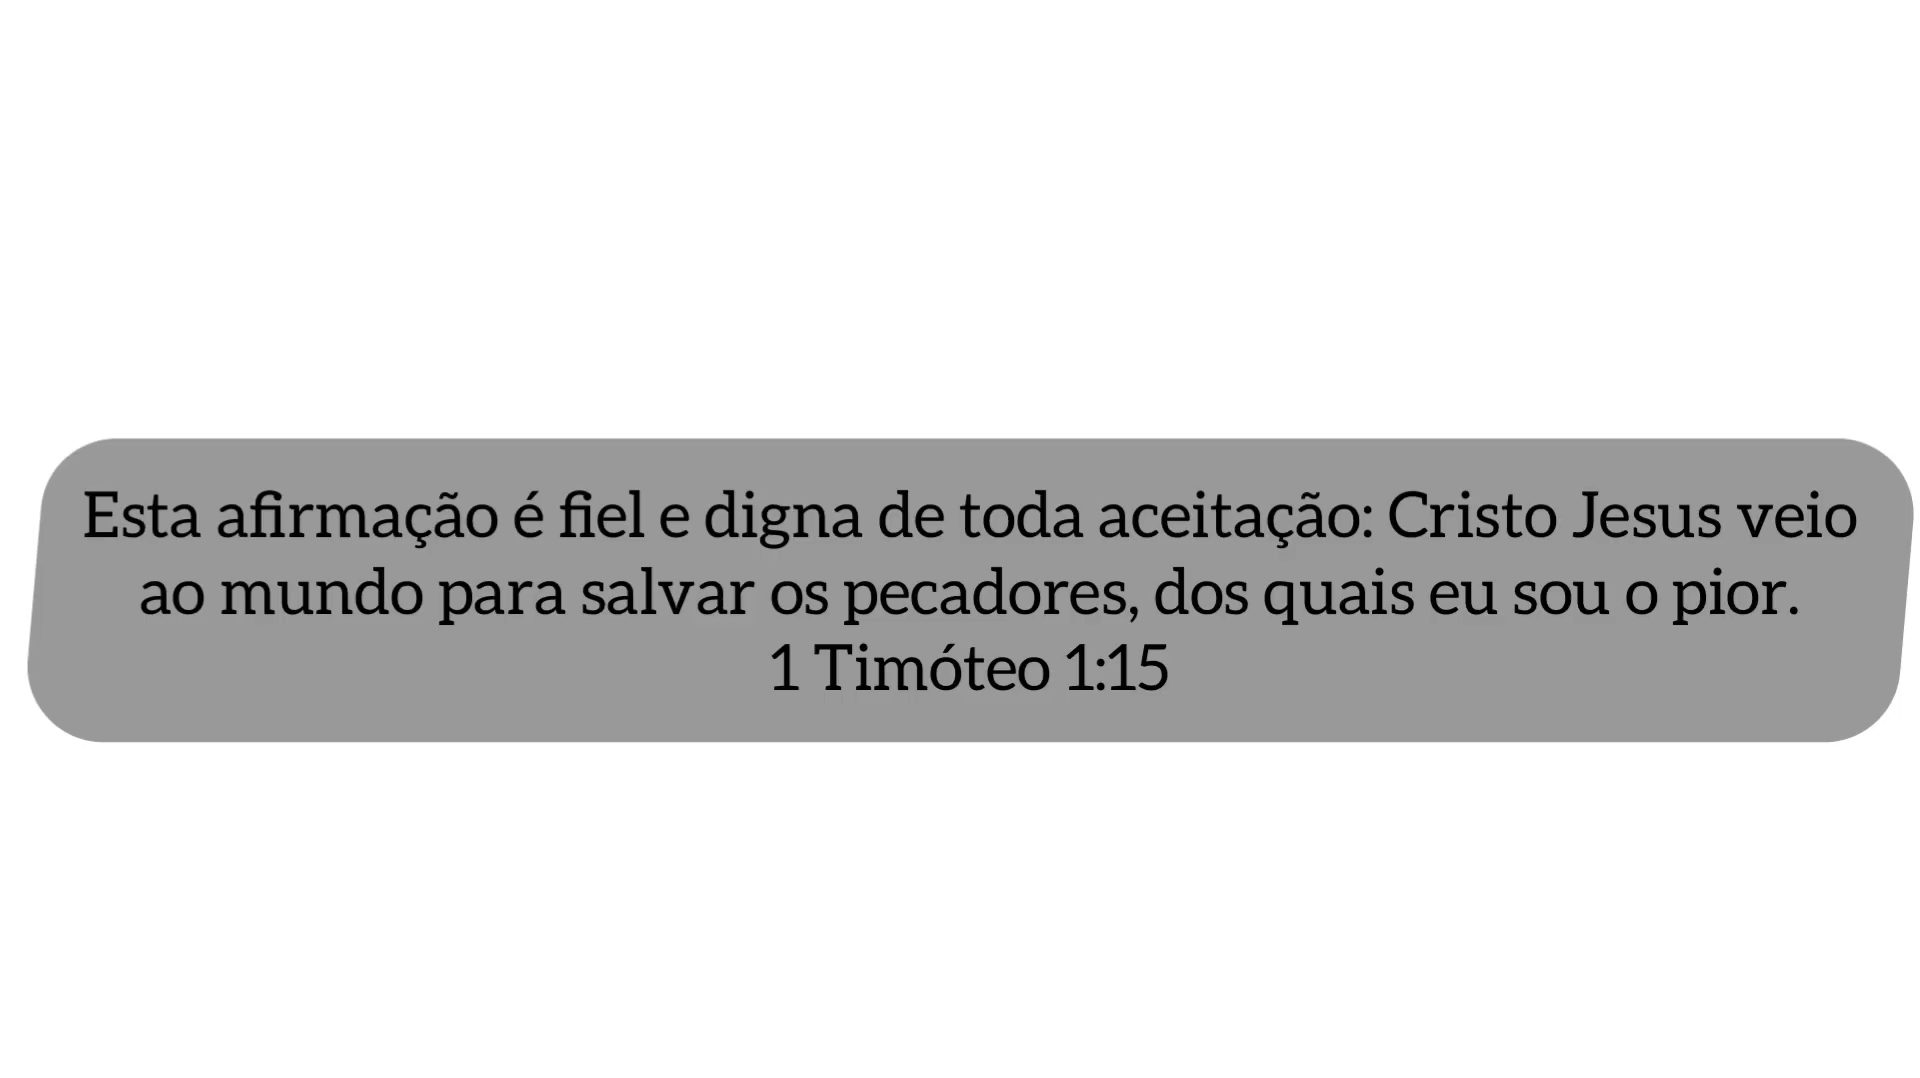 Esta afirmação é fiel e digna de toda aceitação: Cristo Jesus veio
ao mundo para salvar os pecadores, dos quais eu sou o pior.
1 Timóteo 1:15